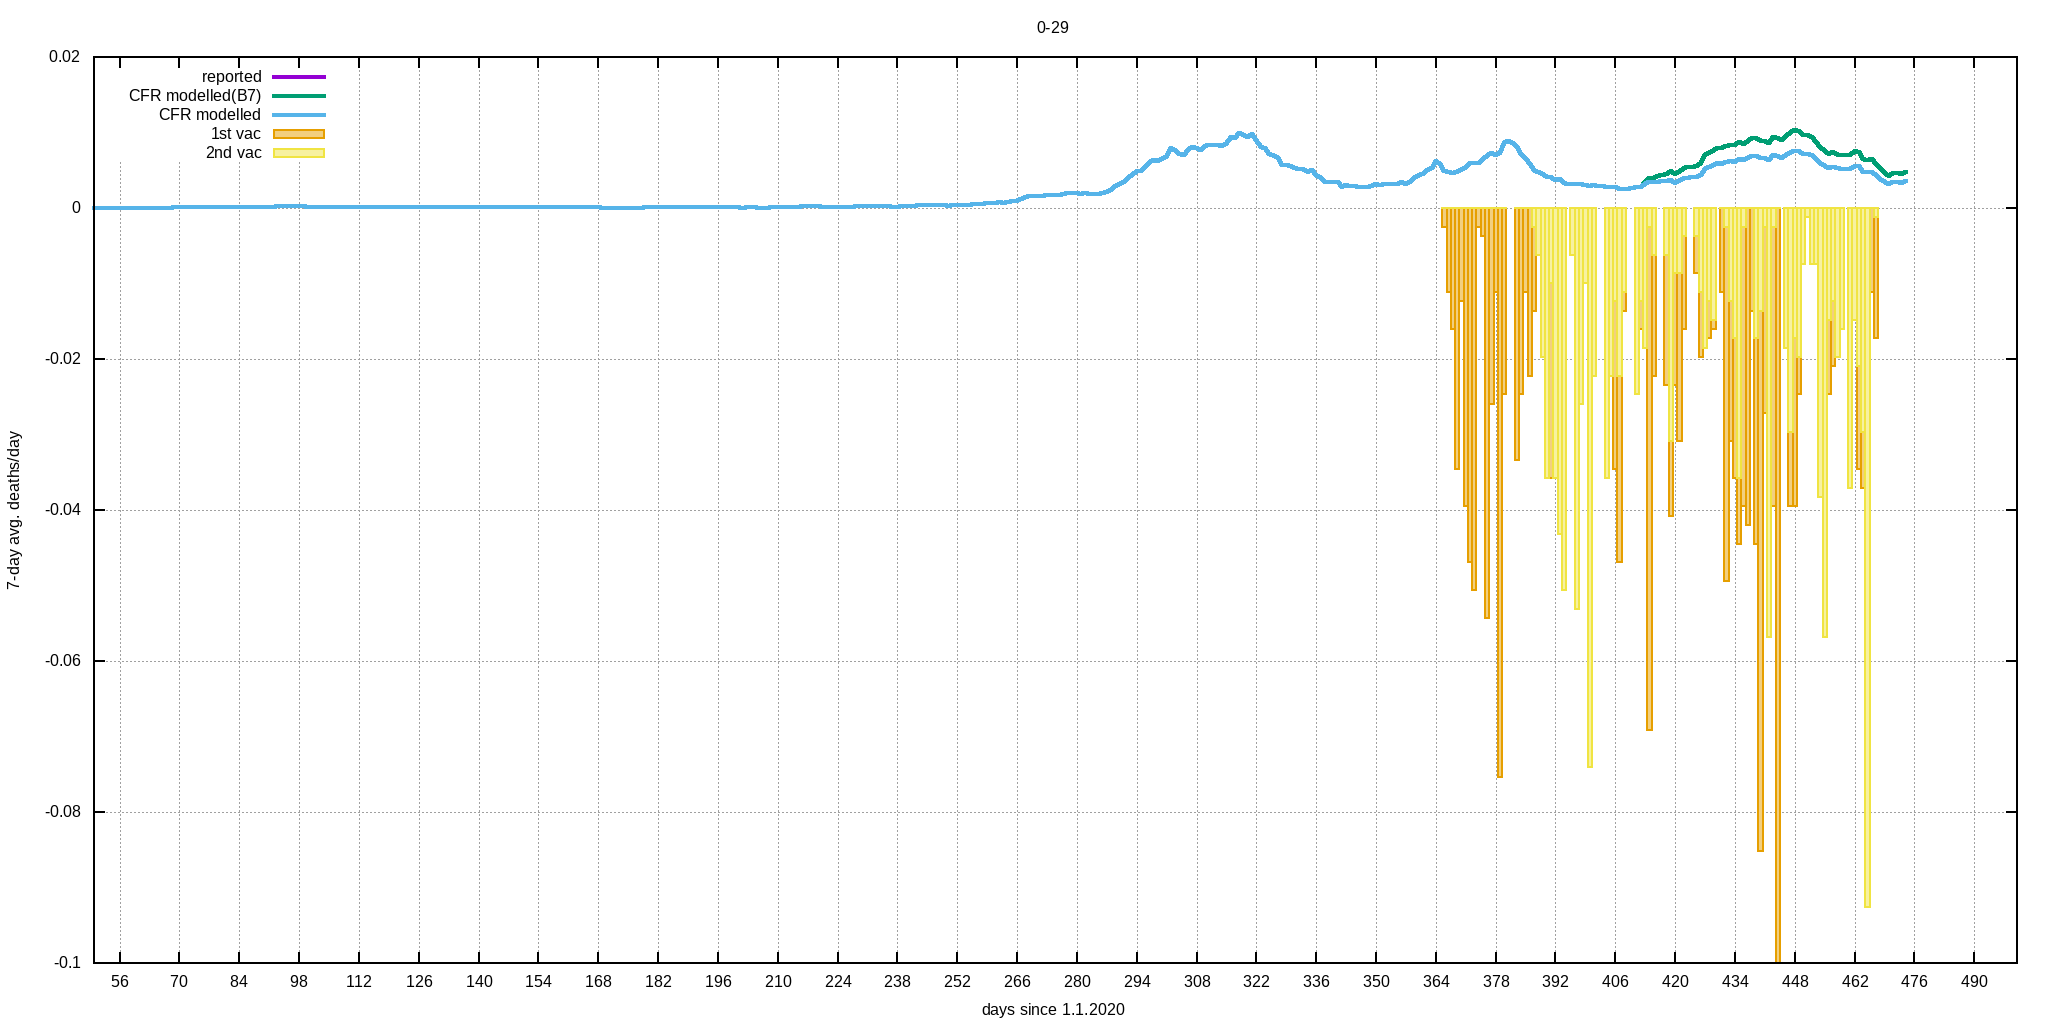 0-29
0.02
0
-0.02
-0.04
-0.06
-0.08
-0.1
7-day avg. deaths/day
reported
CFR modelled(B7)
CFR modelled
1st vac
2nd vac
56 70 84 98 112 126 140 154 168 182 196 210 224 238 252 266 280 294 308 322 336 350 364 378 392 406 420 434 448 462 476 490
days since 1.1.2020